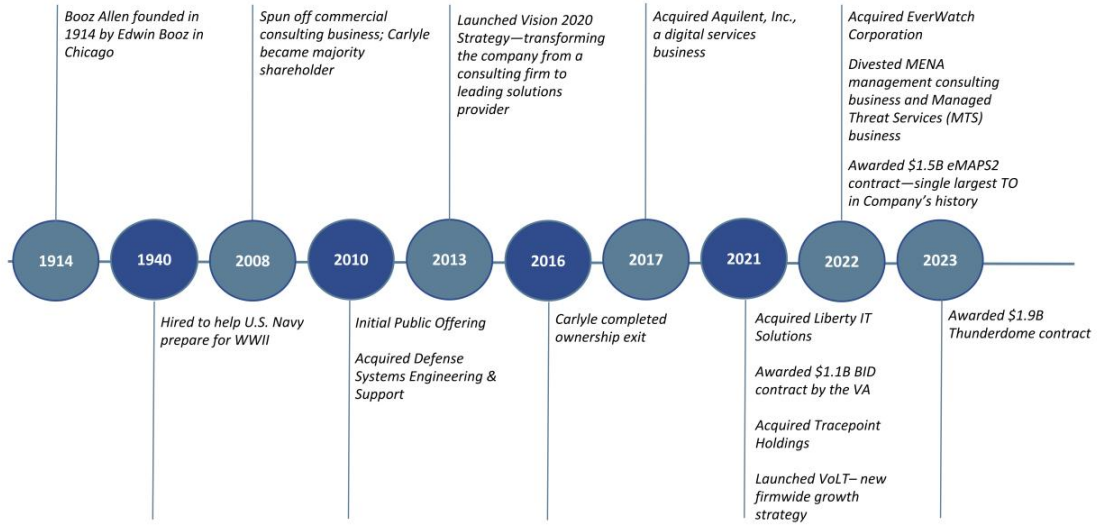 Booz Allen founded in
1914 by Edwin Booz in
Chicago
Spun off commercial
consulting business; Carlyle
became majority
shareholder
Launched Vision 2020
Strategy—transforming
the company from a
consulting firm to
leading solutions
provider
Acquired Aquilent, Inc.,
a digital services
business
Acquired EverWatch
Corporation
Divested MENA
management consulting
business and Managed
Threat Services (MTS)
business
Awarded $1.5B eMAPS2
contract—single largest TO
in Company's history
1914
1940
2008
2010
2013
2016
2017
2021
2022
2023
Hired to help U.S. Navy
prepare for WWII
Initial Public Offering
Acquired Defense
Systems Engineering &
Support
Carlyle completed
ownership exit
Acquired Liberty IT
Solutions
Awarded $1.1B BID
contract by the VA
Acquired Tracepoint
Holdings
Launched VoLT– new
firmwide growth
strategy
Awarded $1.9B
Thunderdome contract